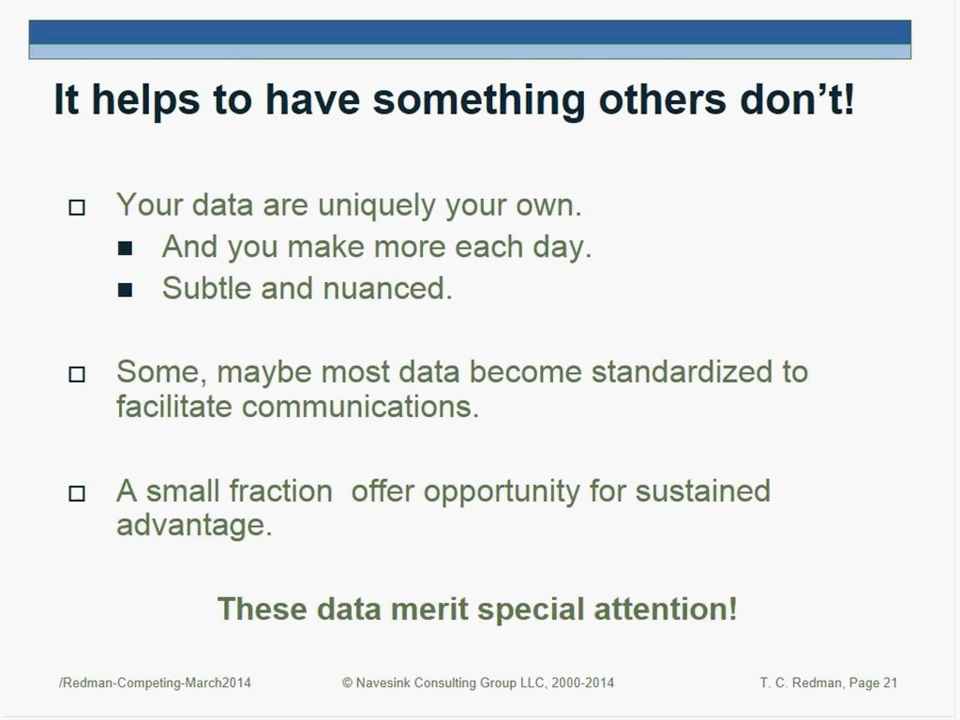 It helps to have something others don't!
Your data are uniquely your own.
And you make more each day.
Subtle and nuanced.
Some, maybe most data become standardized to
facilitate communications.
A small fraction  offer opportunity for sustained
advantage.
These data merit special attention!
/Redman-Competing-March2014
© Navesink Consulting Group LLC, 2000-2014
T. C. Redman, Page 21